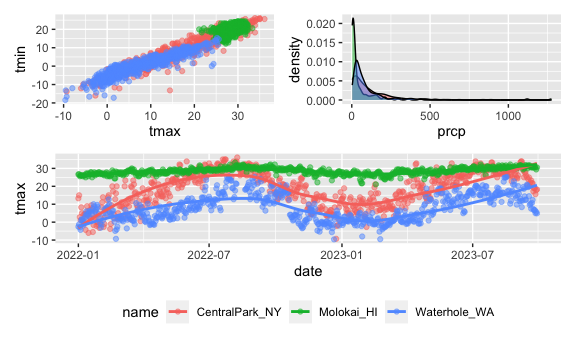 20
10
0
-10
-20
tmin
-10 0 10 20 30
tmax
0.020
0.015
0.010
0.005
0.000
density
0 500 1000
prcp
30
20
10
0
-10
tmax
2022-01 2022-07 2023-01 2023-07
date
name CentralPark_NY Molokai_HI Waterhole_WA